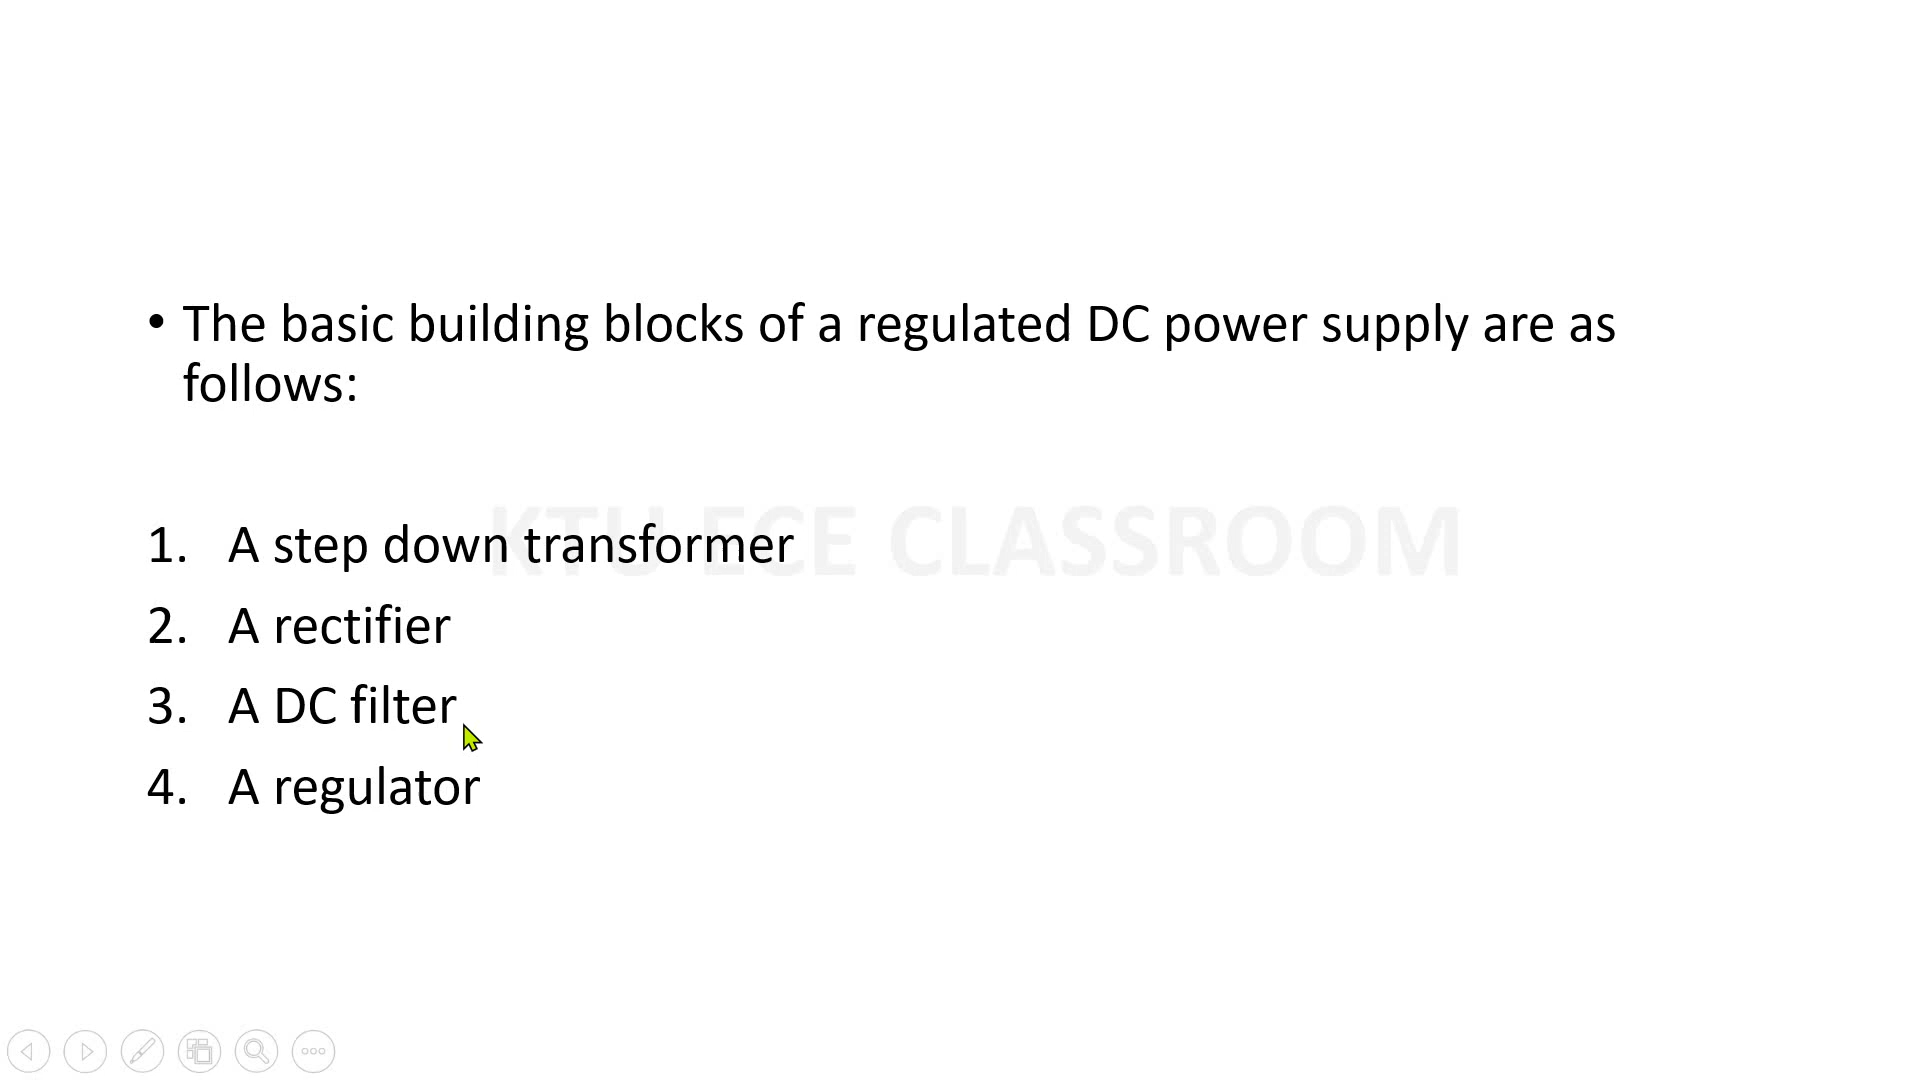 • The basic building blocks of a regulated DC power supply are as
follows:
KTU ECE CLASSROOM
1. A step down transformer
2. A rectifier
3. A DC filter
4. A regulator